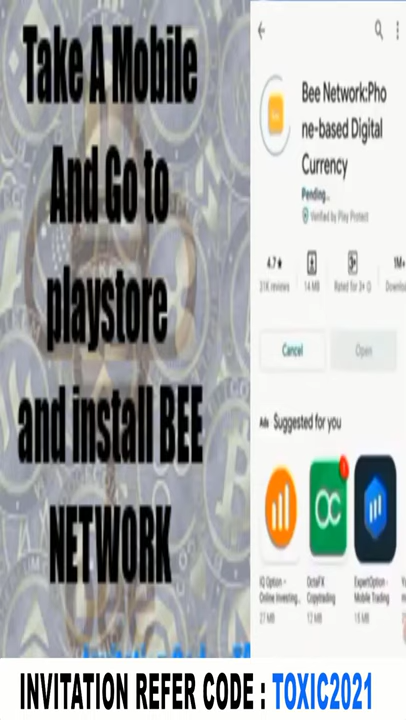 Take A Mobile
And Go to
playstore
and install BEE
NETWORK
Bee Network:Pho
ne-based Digital
Currency
Pending...
Verified by Play Protect
4.7★
1M+
31K reviews
14 MB
Rated for 3+
Cancel
Open
Ads Suggested for you
IQ Option -
Online Investing...
27 MB
OctaFX
Copytrading
12 MB
ExpertOption -
Mobile Trading
15 MB
INVITATION REFER CODE : TOXIC2021